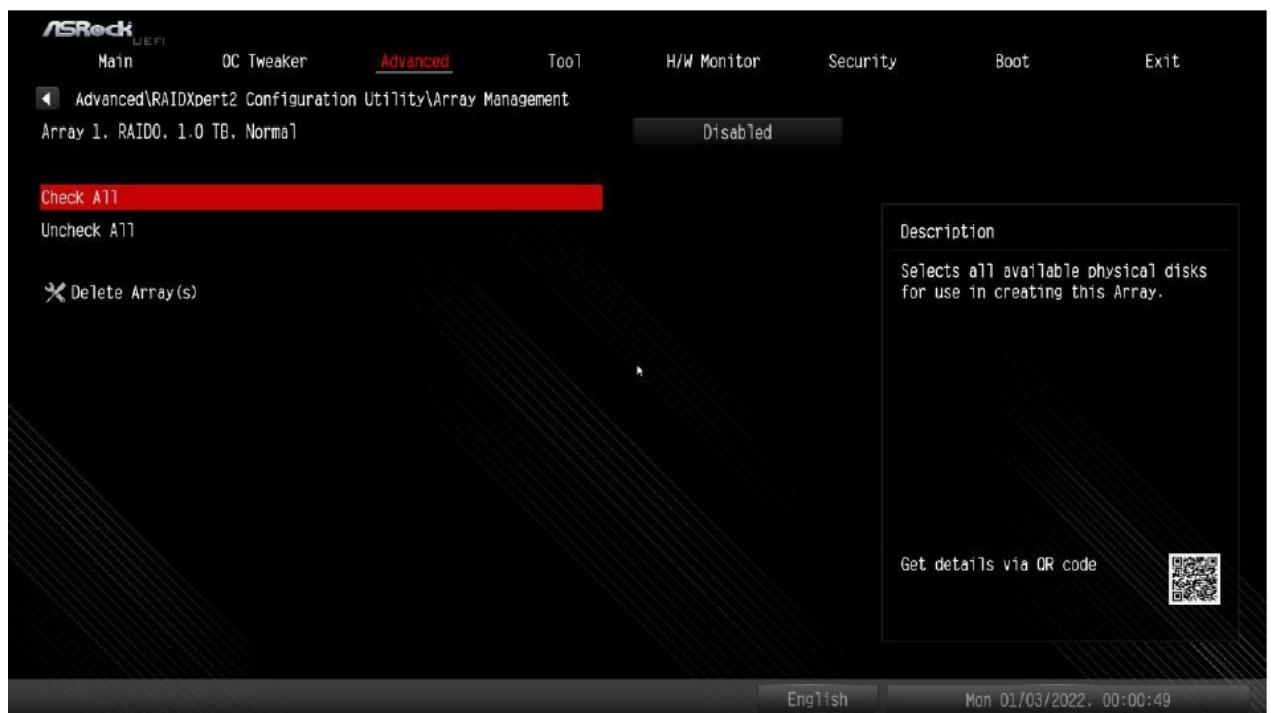 ASRock
UEFI
Main OC Tweaker Advanced Tool H/W Monitor Security Boot Exit
Advanced\RAIDXpert2 Configuration Utility\Array Management
Array 1, RAID0, 1.0 TB, Normal Disabled
Check All
Uncheck All
Delete Array(s)
Description
Selects all available physical disks
for use in creating this Array.
Get details via QR code
English Mon 01/03/2022, 00:00:49